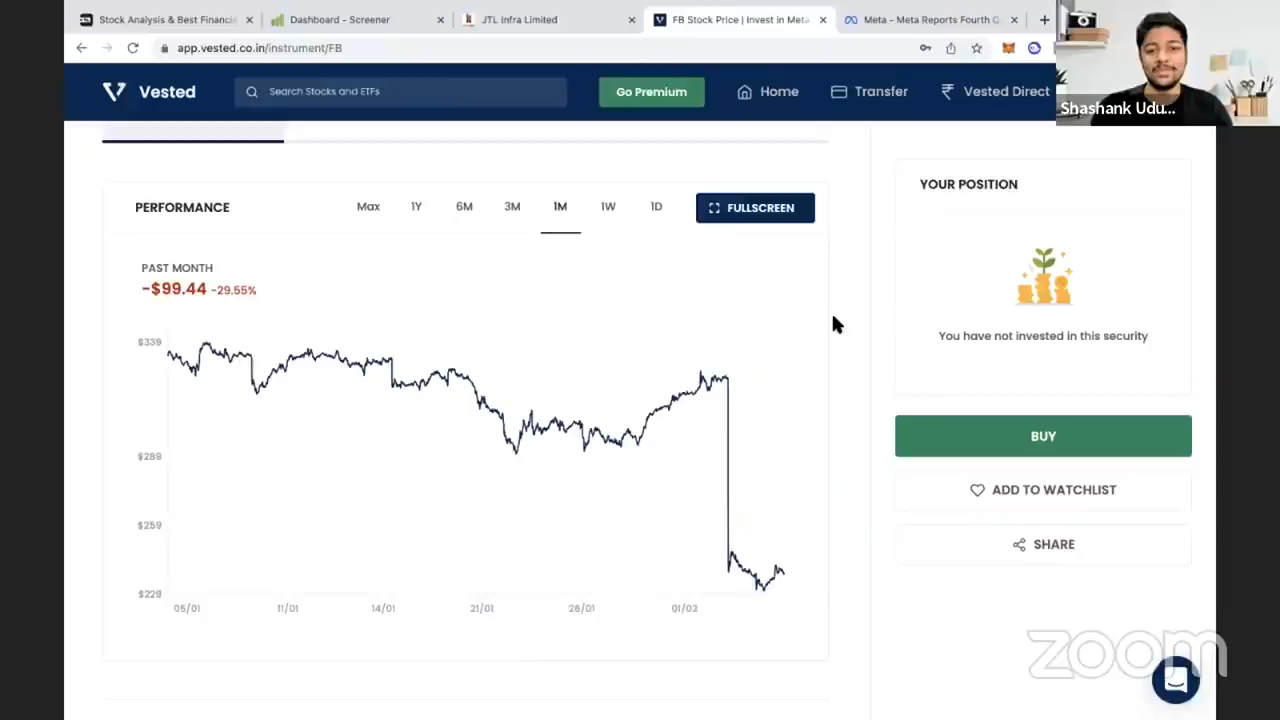 Stock Analysis & Best Financi
Dashboard - Screener
JTL Infra Limited
FB Stock Price | Invest in Meta
Meta - Meta Reports Fourth Q
app.vested.co.in/instrument/FB
Vested
Search Stocks and ETFs
Go Premium
Home
Transfer
Vested Direct
Shashank Udu...
PERFORMANCE
Max 1Y 6M 3M 1M 1W 1D
FULLSCREEN
PAST MONTH
-$99.44 -29.55%
$339
$289
$259
$229
05/01 11/01 14/01 21/01 26/01 01/02
YOUR POSITION
You have not invested in this security
BUY
ADD TO WATCHLIST
SHARE
zoom